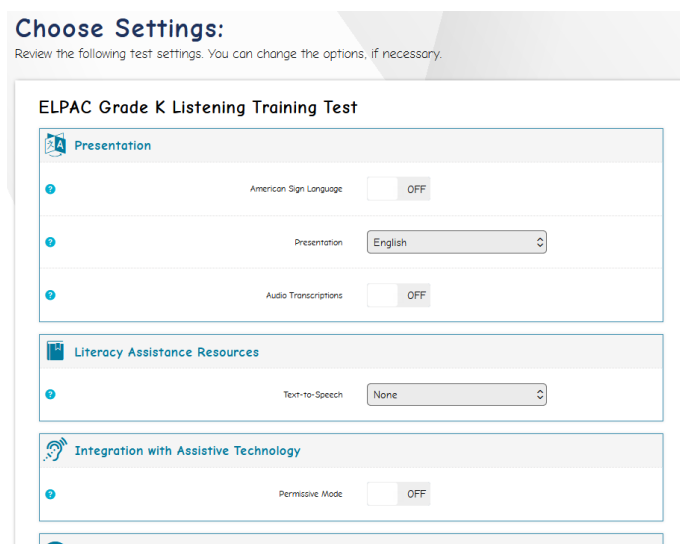 Choose Settings:
Review the following test settings. You can change the options, if necessary.
ELPAC Grade K Listening Training Test
Presentation
American Sign Language OFF
Presentation English
Audio Transcriptions OFF
Literacy Assistance Resources
Text-to-Speech None
Integration with Assistive Technology
Permissive Mode OFF